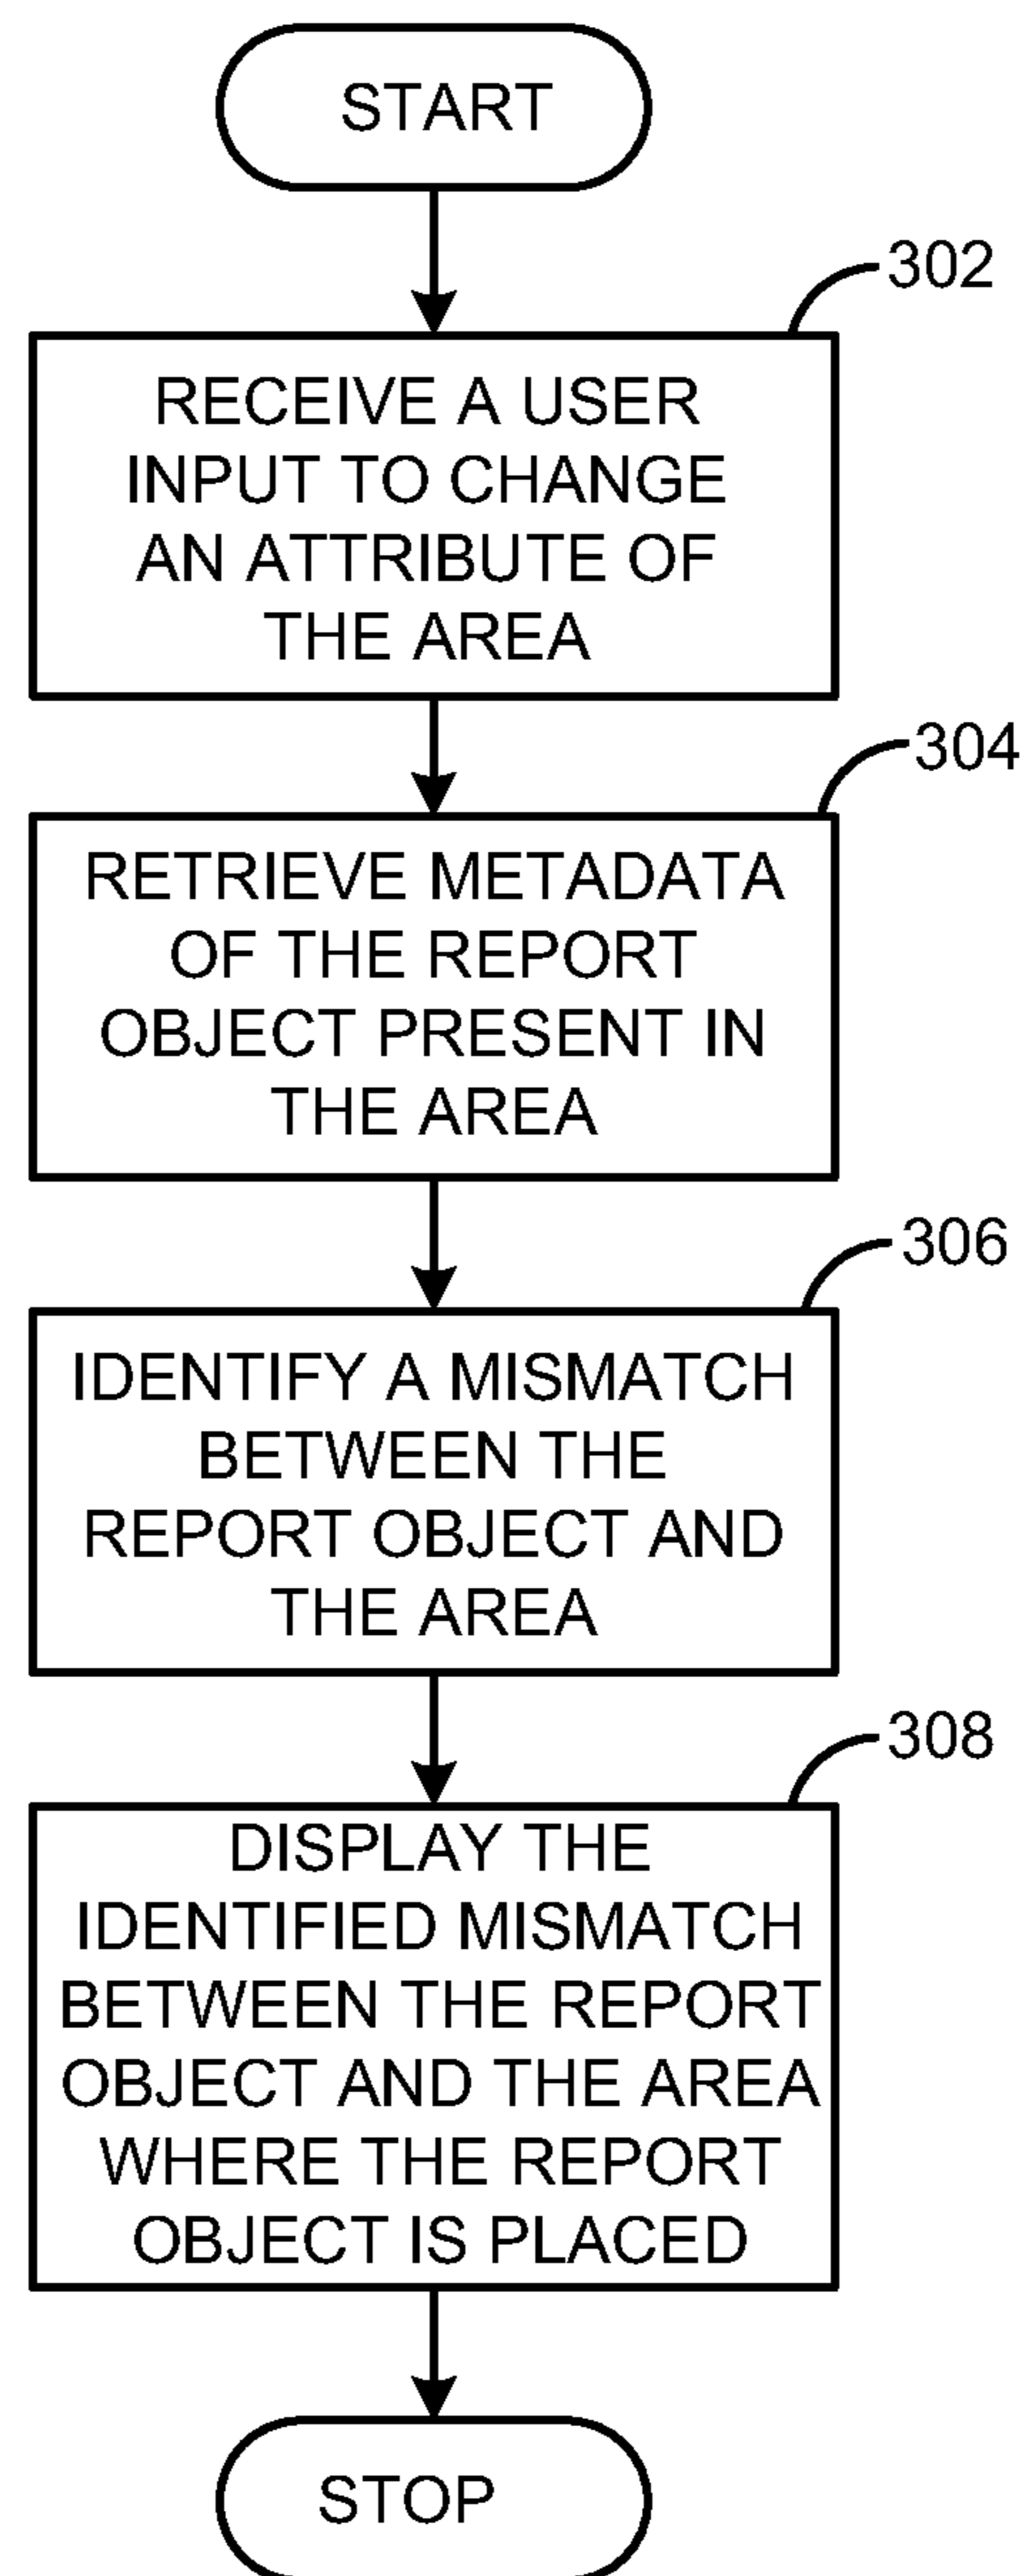 START
302
RECEIVE A USER
INPUT TO CHANGE
AN ATTRIBUTE OF
THE AREA
304
RETRIEVE METADATA
OF THE REPORT
OBJECT PRESENT IN
THE AREA
306
IDENTIFY A MISMATCH
BETWEEN THE
REPORT OBJECT AND
THE AREA
308
DISPLAY THE
IDENTIFIED MISMATCH
BETWEEN THE REPORT
OBJECT AND THE AREA
WHERE THE REPORT
OBJECT IS PLACED
STOP